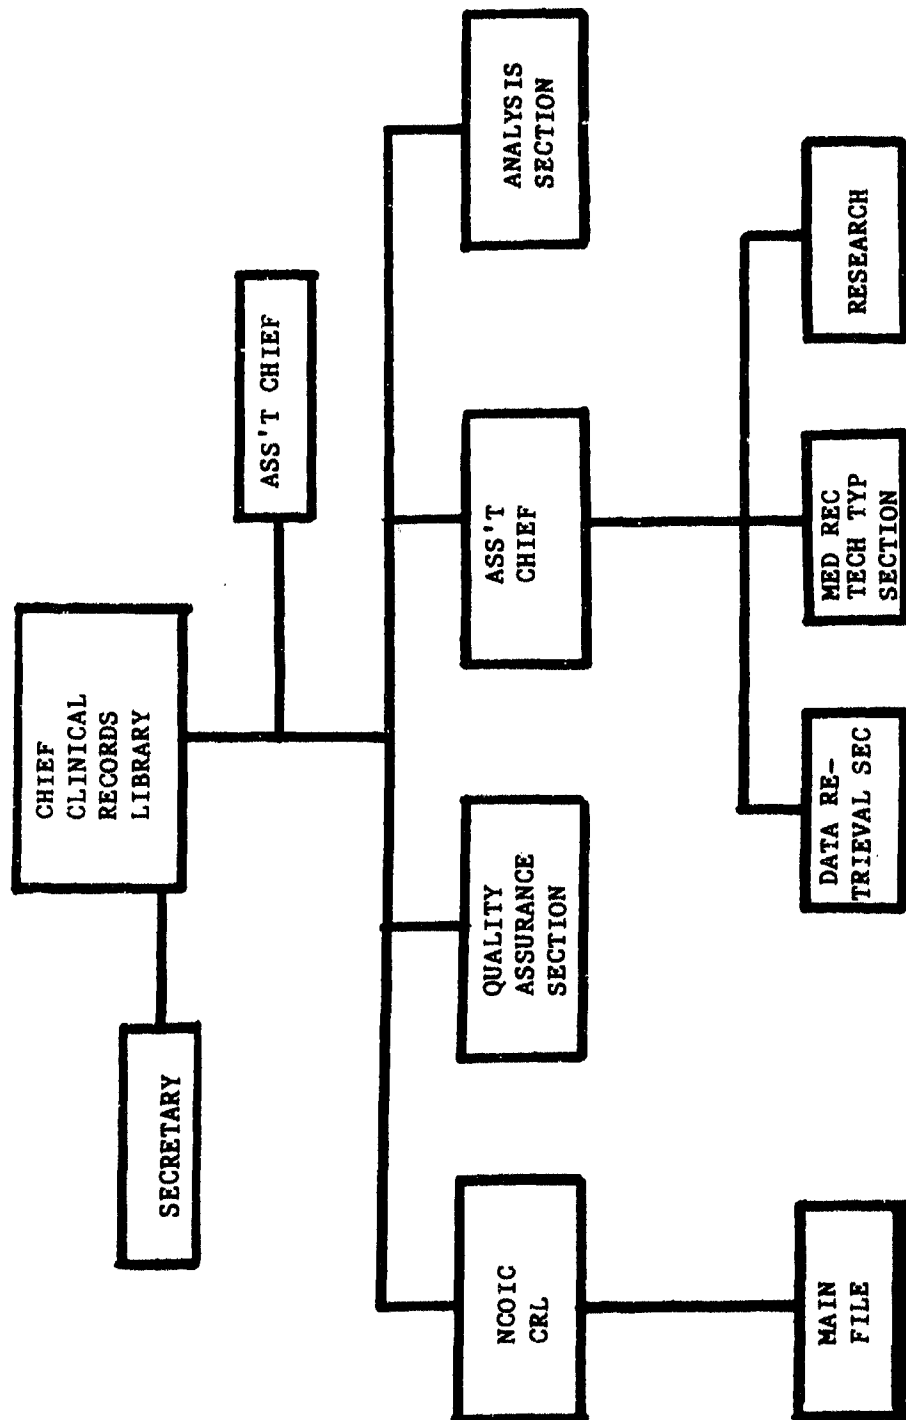 CHIEF
CLINICAL
RECORDS
LIBRARY
SECRETARY
ASS'T CHIEF
NCOIC
CRL
QUALITY
ASSURANCE
SECTION
ASS'T
CHIEF
ANALYSIS
SECTION
MAIN
FILE
DATA RE-
TRIEVAL SEC
MED REC
TECH TYP
SECTION
RESEARCH